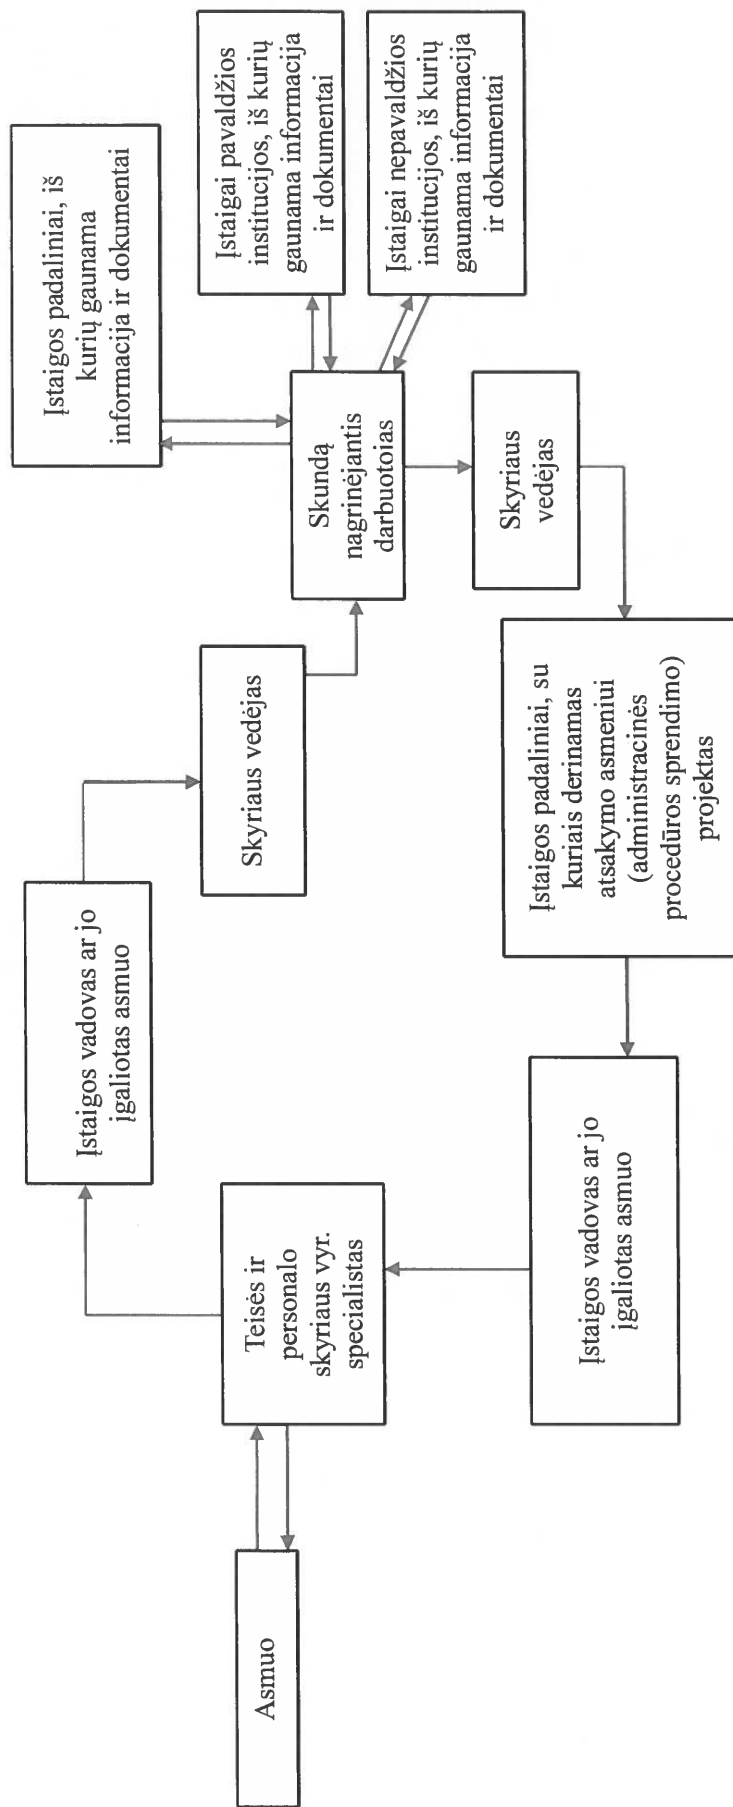 Asmuo
Teisės ir
personalo
skyriaus vyr.
specialistas
Įstaigos vadovas ar jo
įgaliotas asmuo
Skyriaus vedėjas
Skundą
nagrinėjantis
darbuotoias
Įstaigos padaliniai, iš
kurių gaunama
informacija ir dokumentai
Įstaigai pavaldžios
institucijos, iš kurių
gaunama informacija
ir dokumentai
Įstaigai nepavaldžios
institucijos, iš kurių
gaunama informacija
ir dokumentai
Skyriaus
vedėjas
Įstaigos padaliniai, su
kuriais derinamas
atsakymo asmeniui
(administracinės
procedūros sprendimo)
projektas
Įstaigos vadovas ar jo
įgaliotas asmuo